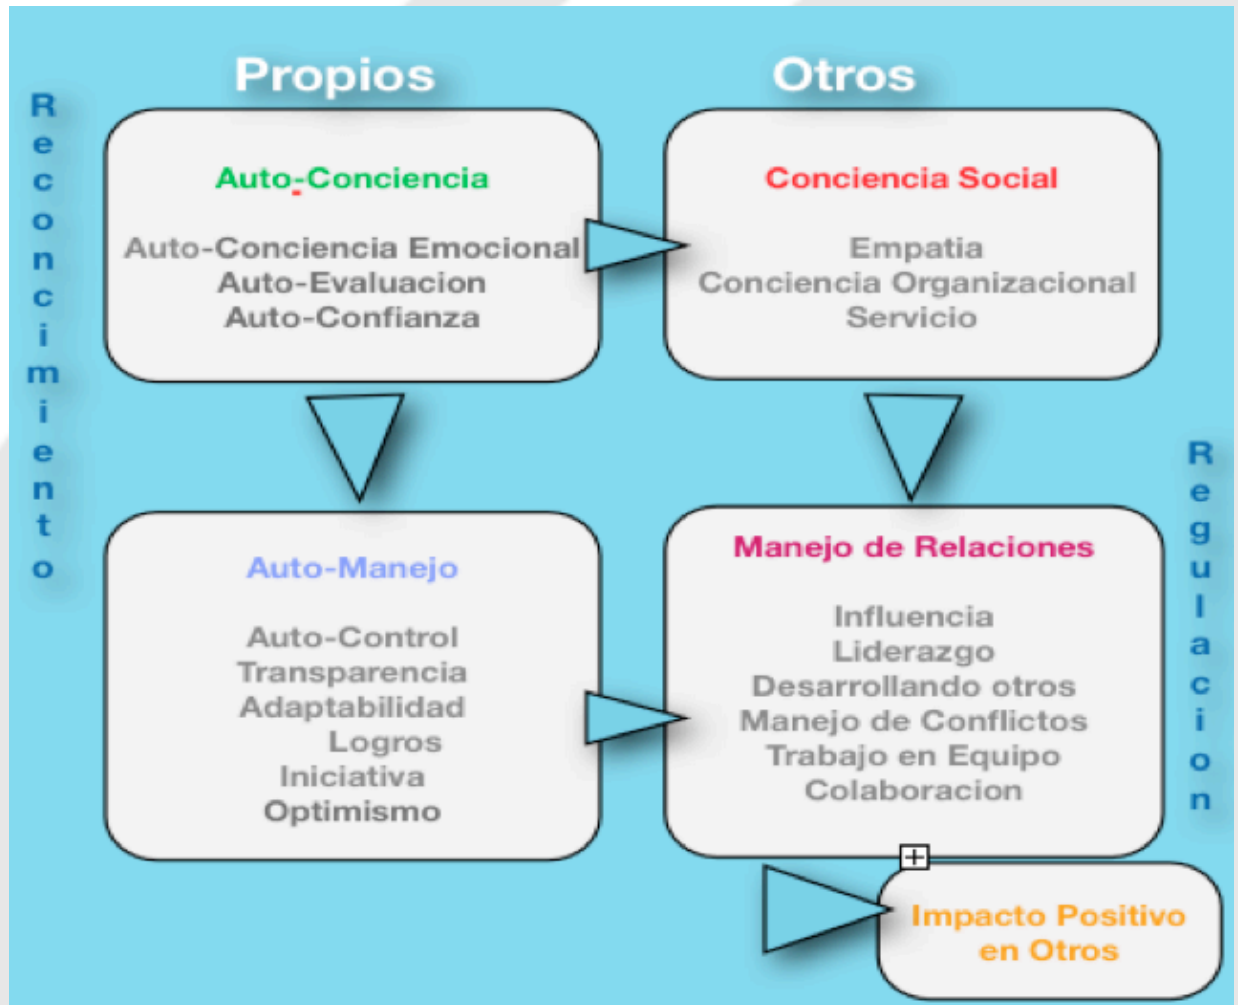 Propios
Otros
Reconcimiento
Auto-Conciencia
Auto-Conciencia Emocional
Auto-Evaluacion
Auto-Confianza
Conciencia Social
Empatia
Conciencia Organizacional
Servicio
Auto-Manejo
Auto-Control
Transparencia
Adaptabilidad
Logros
Iniciativa
Optimismo
Manejo de Relaciones
Influencia
Liderazgo
Desarrollando otros
Manejo de Conflictos
Trabajo en Equipo
Colaboracion
Regulacion
Impacto Positivo
en Otros